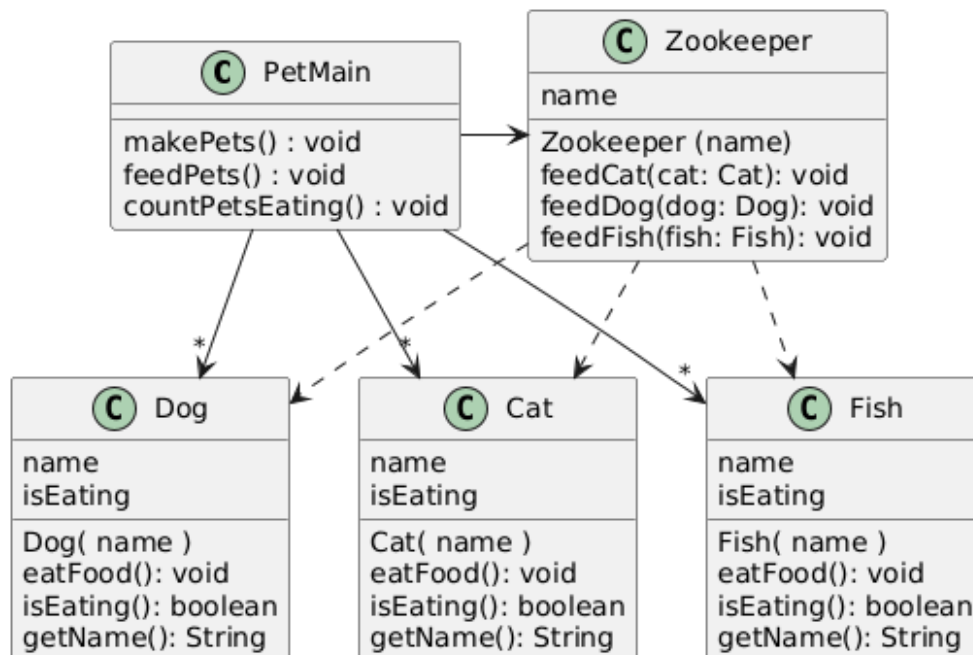 C PetMain
makePets() : void
feedPets() : void
countPetsEating() : void
C Zookeeper
name
Zookeeper (name)
feedCat(cat: Cat): void
feedDog(dog: Dog): void
feedFish(fish: Fish): void
*
*
*
C Dog
name
isEating
Dog( name )
eatFood(): void
isEating(): boolean
getName(): String
C Cat
name
isEating
Cat( name )
eatFood(): void
isEating(): boolean
getName(): String
C Fish
name
isEating
Fish( name )
eatFood(): void
isEating(): boolean
getName(): String